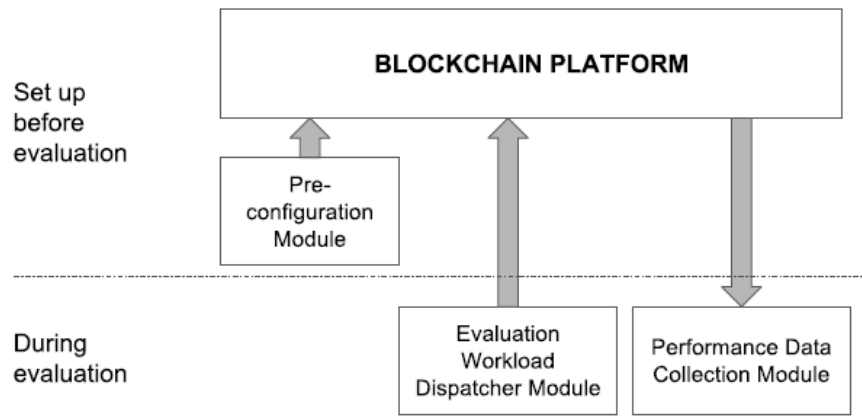 BLOCKCHAIN PLATFORM
Set up
before
evaluation
Pre-
configuration
Module
During
evaluation
Evaluation
Workload
Dispatcher Module
Performance Data
Collection Module